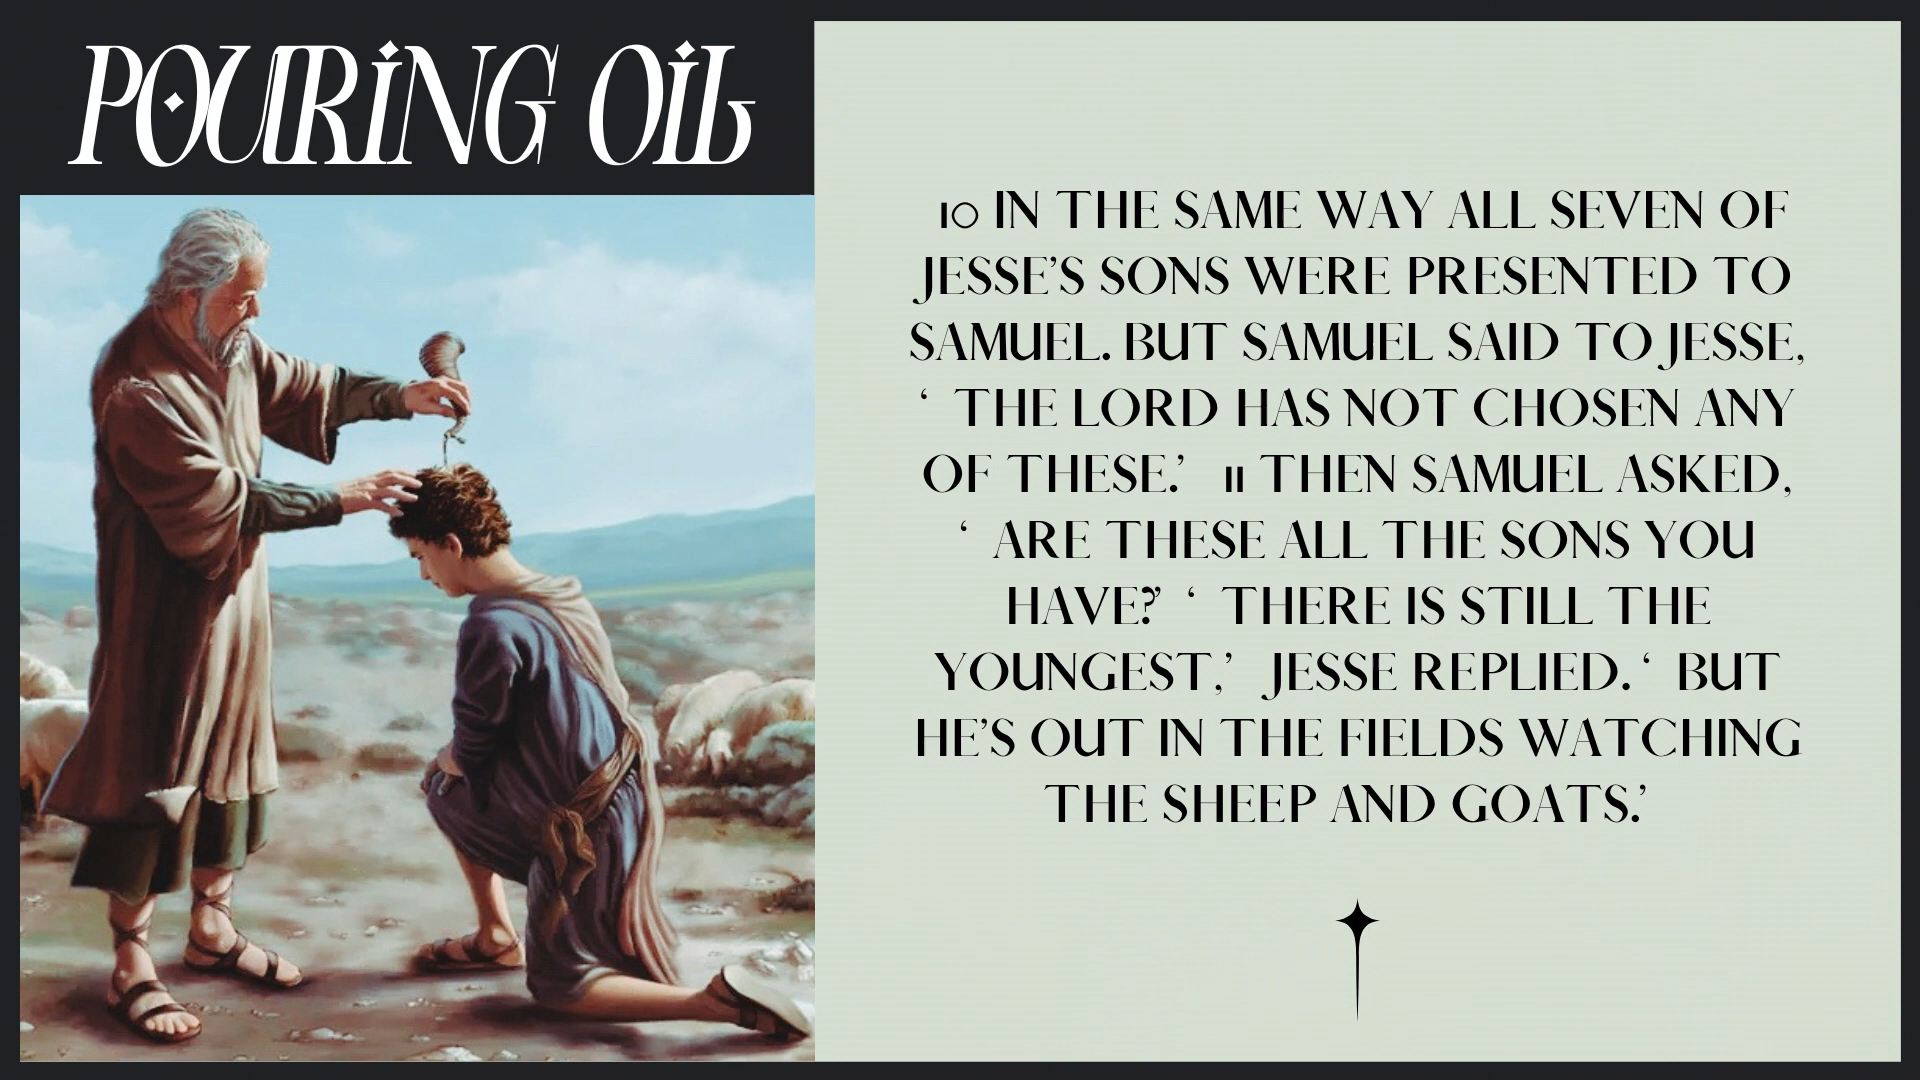 POURING OIL
10 IN THE SAME WAY ALL SEVEN OF
JESSE’S SONS WERE PRESENTED TO
SAMUEL. BUT SAMUEL SAID TO JESSE,
‘ THE LORD HAS NOT CHOSEN ANY
OF THESE.’ 11 THEN SAMUEL ASKED,
‘ ARE THESE ALL THE SONS YOU
HAVE?’ ‘ THERE IS STILL THE
YOUNGEST,’ JESSE REPLIED. ‘ BUT
HE’S OUT IN THE FIELDS WATCHING
THE SHEEP AND GOATS.’